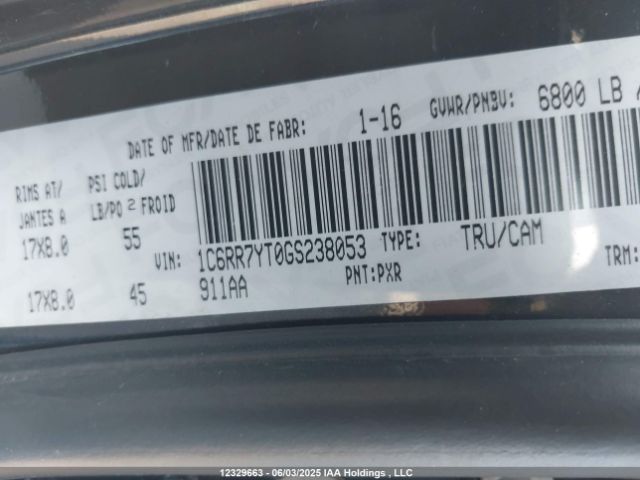 DATE OF MFR/DATE DE FABR: 1-16 GVWR/PNBV: 6800 LB
RIMS AT/ PSI COLD/
JANTES A LB/PO 2 FROID
17X8.0 55
VIN: 1C6RR7YT0GS238053 TYPE: TRU/CAM TRM:
17X8.0 45 911AA PNT:PXR
12329663 - 06/03/2025 IAA Holdings , LLC